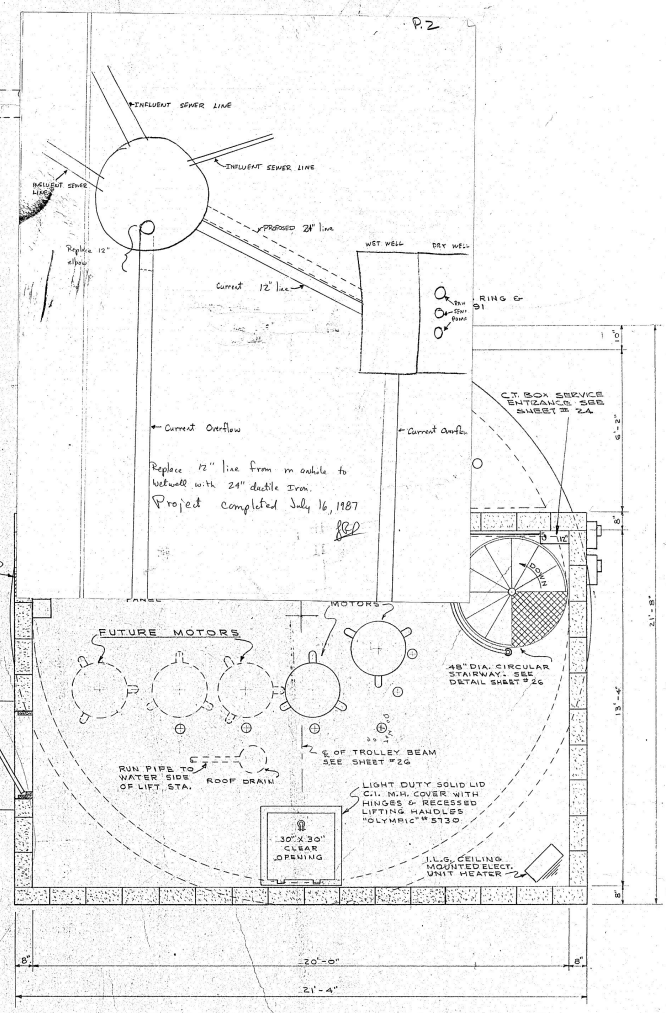 P.2
INFLUENT SEWER LINE
INFLUENT SEWER LINE
INFLUENT SEWER
LINE
PROPOSED 24" line
Replace 12"
elbow
Current 12" line
WET WELL
DRY WELL
RING &
91
Current Overflow
Current Overflo
Replace 12" line from manhole to
Wetwell with 24" ductile Iron.
Project completed July 16, 1987
10"
C.T. BOX SERVICE
ENTRANCE SEE
SHEET # 24
6'-2"
8"
12"
DOWN
21'-8"
MOTORS
FUTURE MOTORS
48" DIA. CIRCULAR
STAIRWAY. SEE
DETAIL SHEET #26
13'-4"
℄ OF TROLLEY BEAM
SEE SHEET #26
RUN PIPE TO
WATER SIDE
OF LIFT. STA.
ROOF DRAIN
LIGHT DUTY SOLID LID
C.I. M.H. COVER WITH
HINGES & RECESSED
LIFTING HANDLES
"OLYMPIC" # 5730
30" X 30"
CLEAR
OPENING
I.L.G. CEILING
MOUNTED ELECT.
UNIT HEATER
8"
8"
20'-0"
8"
21'-4"